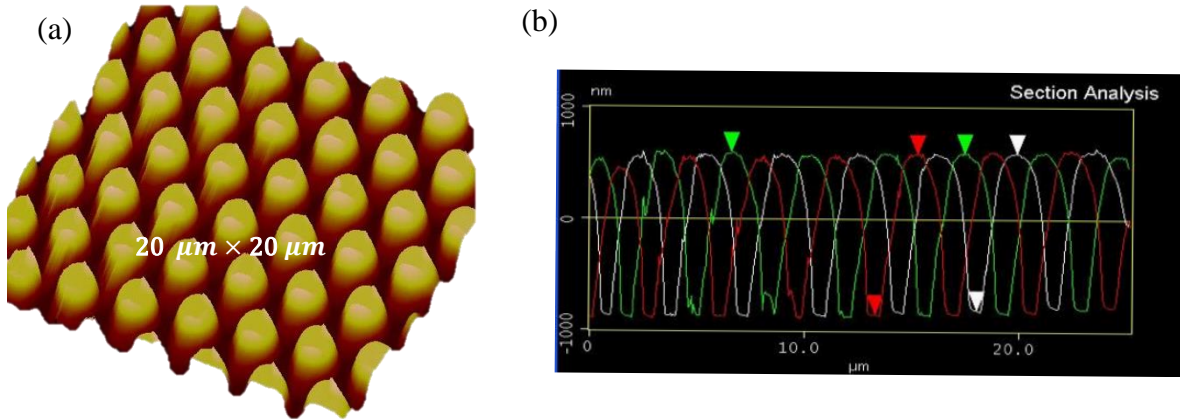 (a)
20 μm × 20 μm
(b)
nm
Section Analysis
1000
0
-1000
0
10.0
20.0
μm